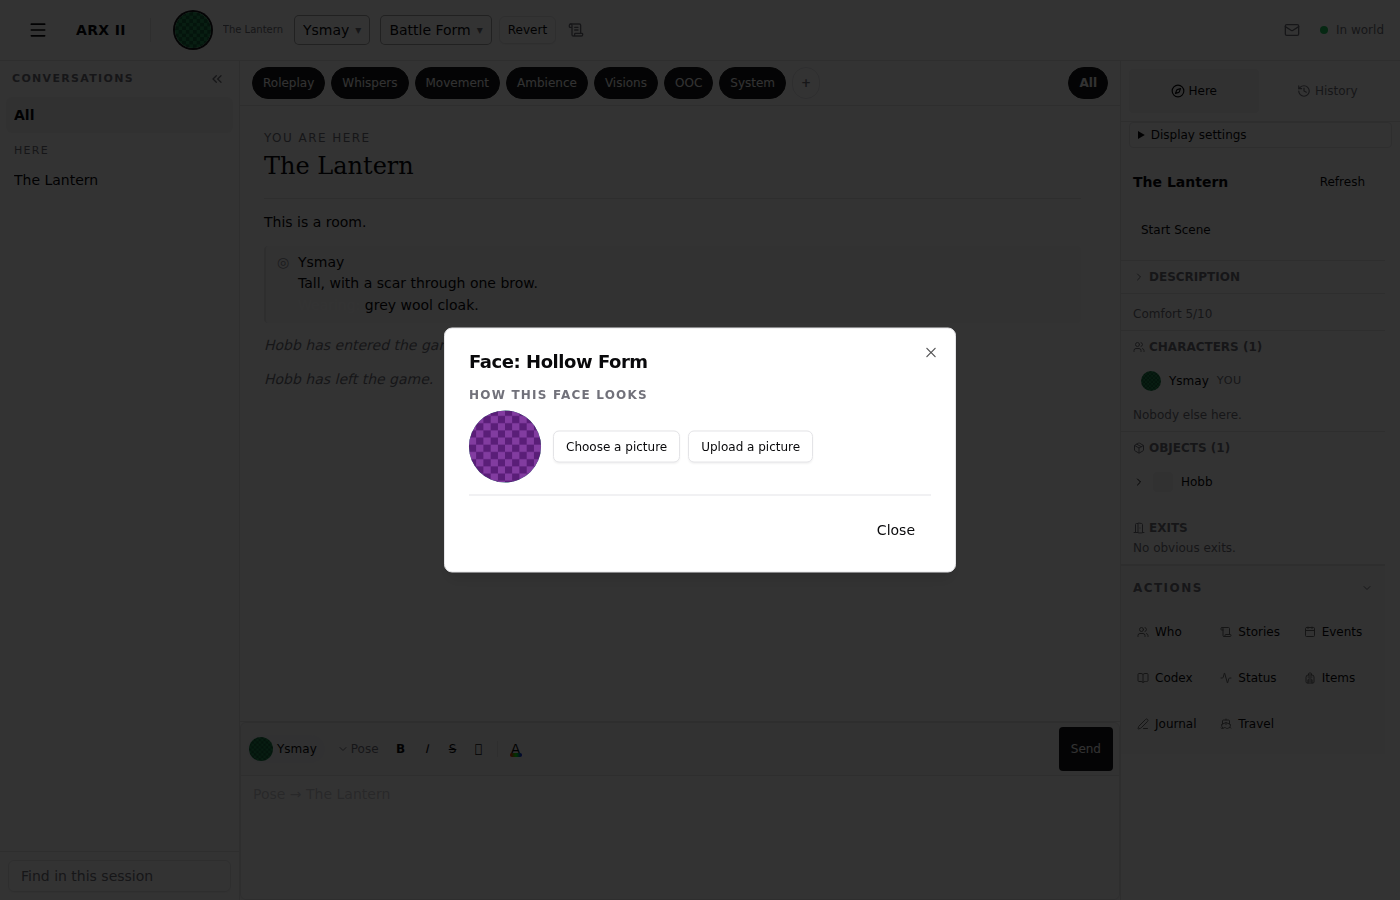 ARX II
The Lantern
Ysmay
Battle Form
Revert
In world
CONVERSATIONS
All
HERE
The Lantern
Find in this session
Roleplay
Whispers
Movement
Ambience
Visions
OOC
System
+
All
YOU ARE HERE
The Lantern
This is a room.
Ysmay
Tall, with a scar through one brow.
grey wool cloak.
Hobb has entered the gam
Hobb has left the game.
Face: Hollow Form
HOW THIS FACE LOOKS
Choose a picture
Upload a picture
Close
Ysmay
Pose
B
I
S
A
Send
Pose → The Lantern
Here
History
Display settings
The Lantern
Refresh
Start Scene
DESCRIPTION
Comfort 5/10
CHARACTERS (1)
Ysmay YOU
Nobody else here.
OBJECTS (1)
Hobb
EXITS
No obvious exits.
ACTIONS
Who
Stories
Events
Codex
Status
Items
Journal
Travel